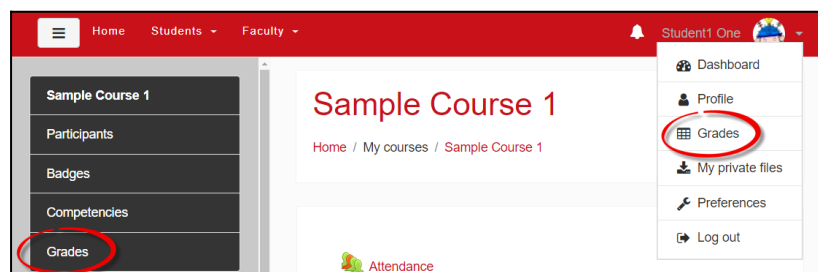 Home Students Faculty Student1 One
Sample Course 1
Participants
Badges
Competencies
Grades
Sample Course 1
Home / My courses / Sample Course 1
Attendance
Dashboard
Profile
Grades
My private files
Preferences
Log out